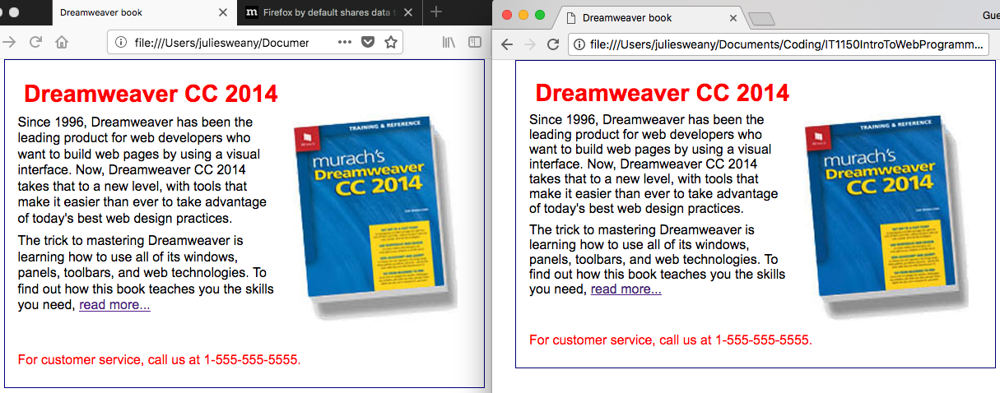 Dreamweaver book
Firefox by default shares data t
file:///Users/juliesweany/Documer
Dreamweaver CC 2014
Since 1996, Dreamweaver has been the
leading product for web developers who
want to build web pages by using a visual
interface. Now, Dreamweaver CC 2014
takes that to a new level, with tools that
make it easier than ever to take advantage
of today's best web design practices.
The trick to mastering Dreamweaver is
learning how to use all of its windows,
panels, toolbars, and web technologies. To
find out how this book teaches you the skills
you need, read more...
TRAINING & REFERENCE
murach's
Dreamweaver
CC 2014
For customer service, call us at 1-555-555-5555.
Dreamweaver book
Gue
file:///Users/juliesweany/Documents/Coding/IT1150IntroToWebProgramm...
Dreamweaver CC 2014
Since 1996, Dreamweaver has been the
leading product for web developers who
want to build web pages by using a visual
interface. Now, Dreamweaver CC 2014
takes that to a new level, with tools that
make it easier than ever to take advantage
of today's best web design practices.
The trick to mastering Dreamweaver is
learning how to use all of its windows,
panels, toolbars, and web technologies. To
find out how this book teaches you the skills
you need, read more...
TRAINING & REFERENCE
murach's
Dreamweaver
CC 2014
For customer service, call us at 1-555-555-5555.